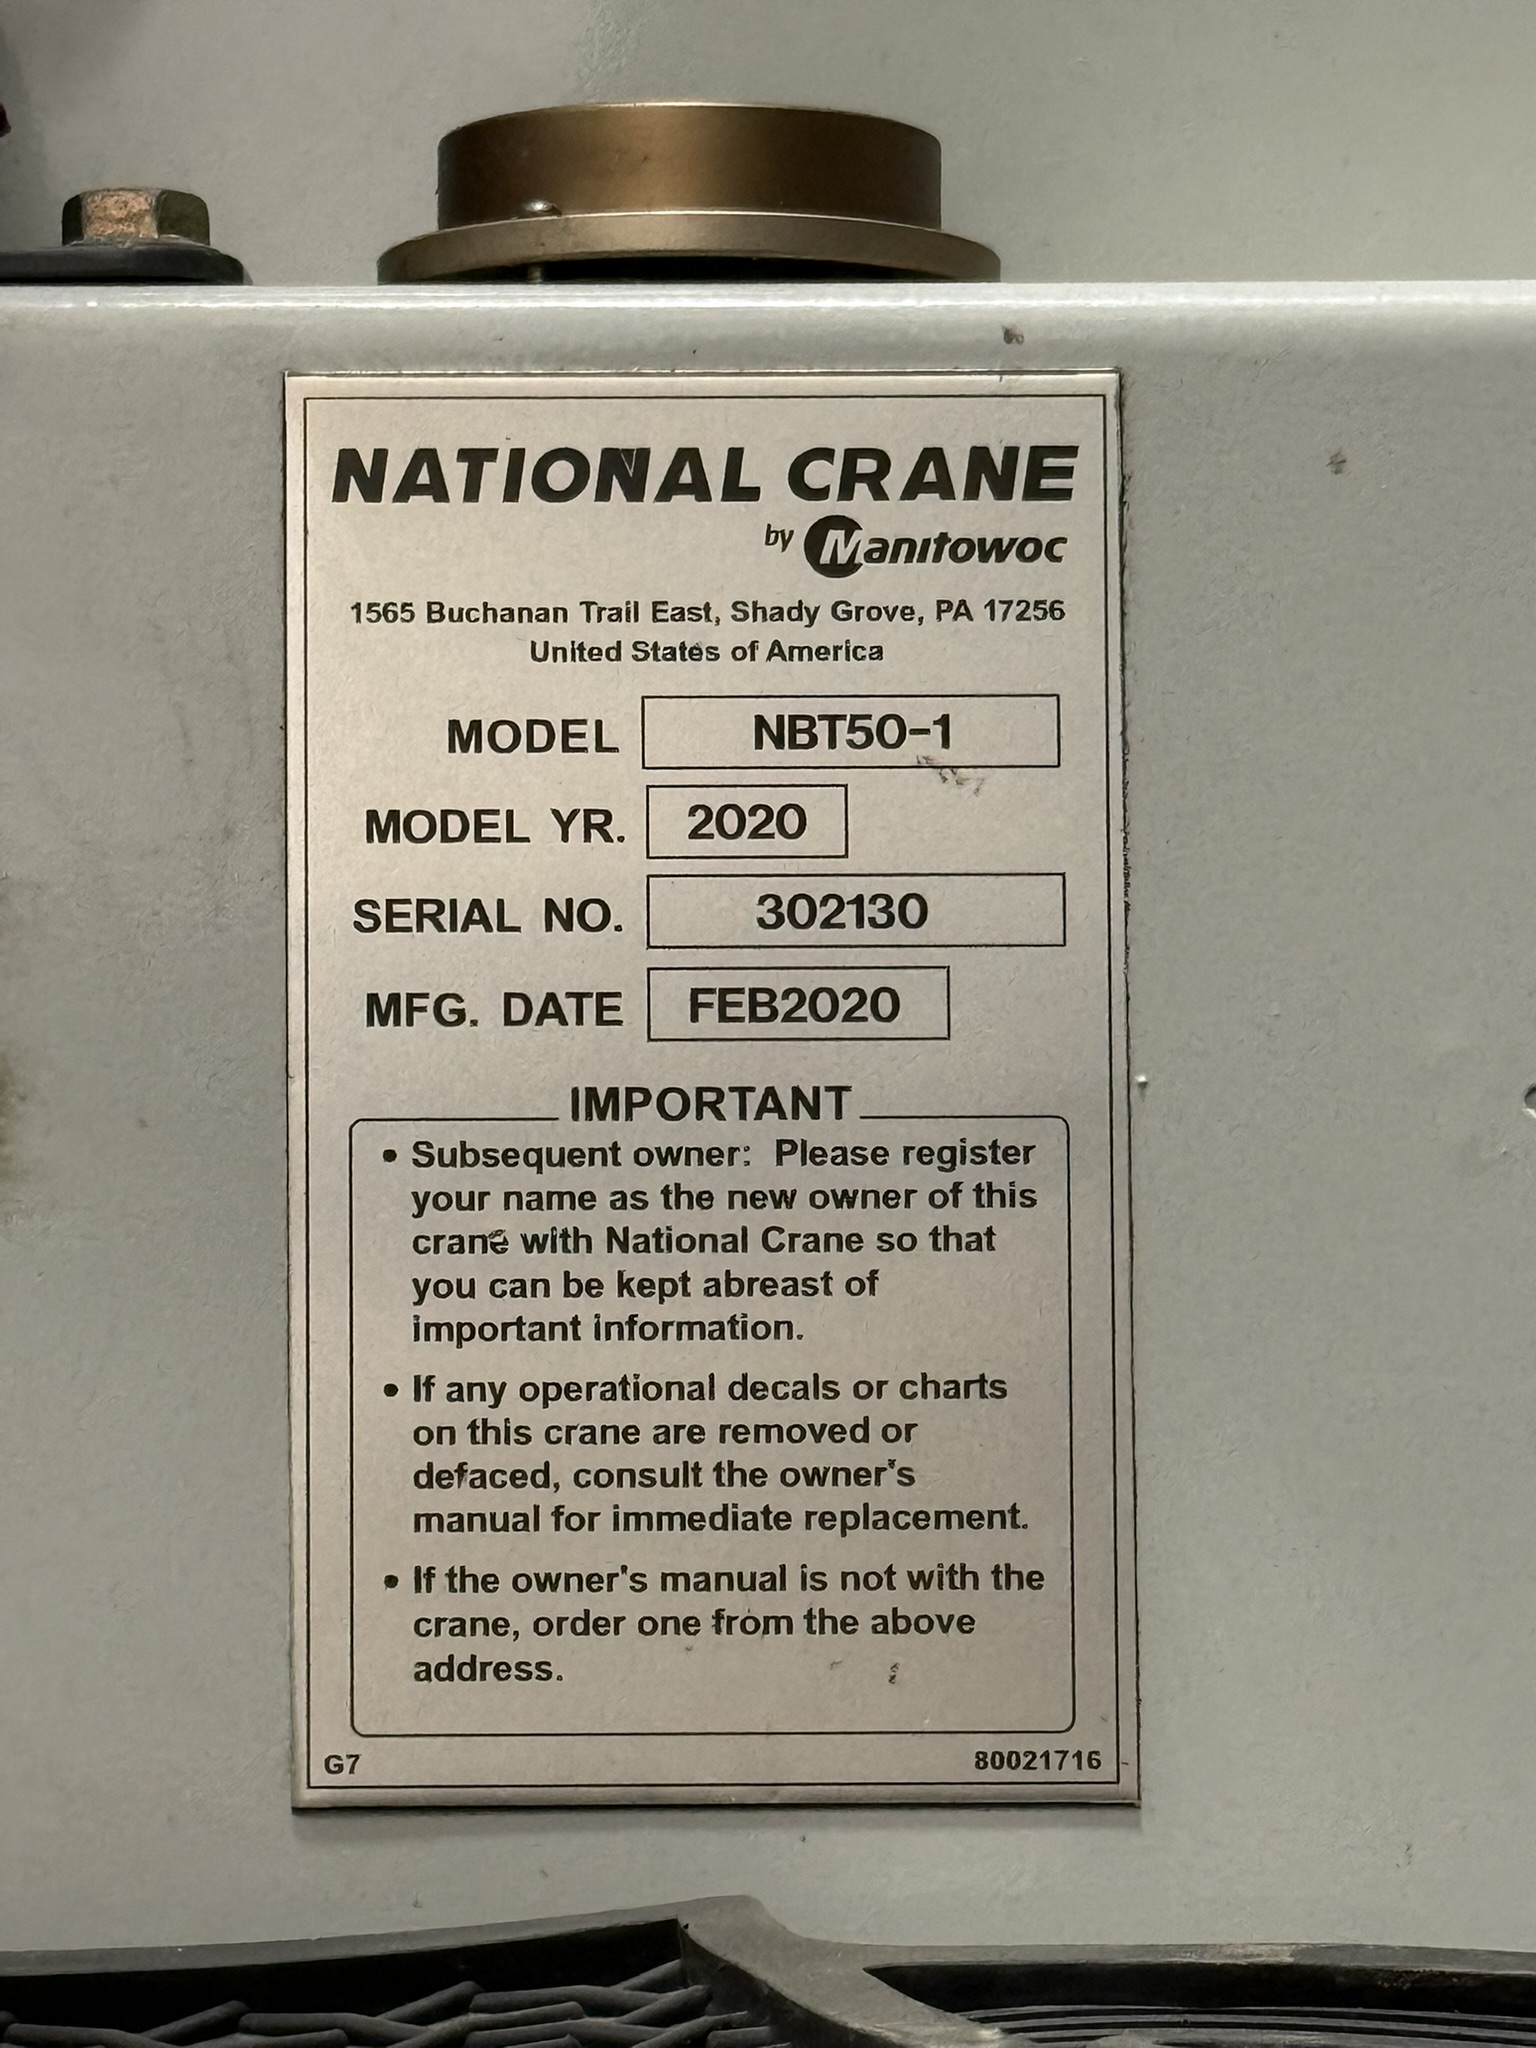 NATIONAL CRANE
by Manitowoc
1565 Buchanan Trail East, Shady Grove, PA 17256
United States of America
MODEL NBT50-1
MODEL YR. 2020
SERIAL NO. 302130
MFG. DATE FEB2020
IMPORTANT
• Subsequent owner: Please register
your name as the new owner of this
crane with National Crane so that
you can be kept abreast of
important information.
• If any operational decals or charts
on this crane are removed or
defaced, consult the owner's
manual for immediate replacement.
• If the owner's manual is not with the
crane, order one from the above
address.
G7 80021716